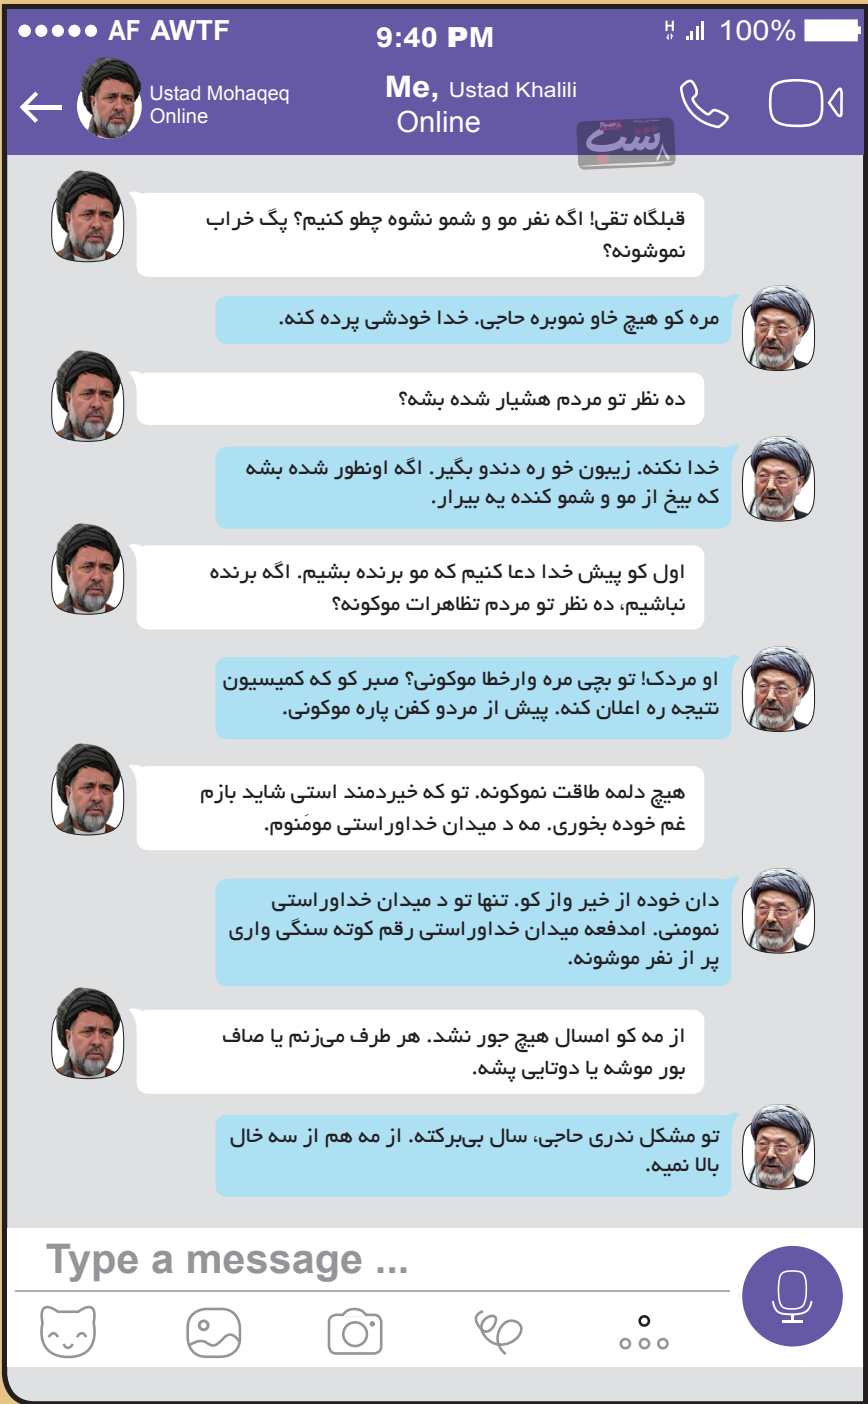 AF AWTF
9:40 PM
H
100%
Ustad Mohaqeq
Online
Me, Ustad Khalili
Online
۸
شب
قبلگاه تقی! اگه نفر مو و شمو نشوه چطو کنیم؟ پگ خراب
نموشونه؟
مره کو هیچ خاو نموبره حاجی. خدا خودشی پرده کنه.
ده نظر تو مردم هشیار شده بشه؟
خدا نکنه. زیبون خو ره دندو بگیر. اگه اونطور شده بشه
که بیخ از مو و شمو کنده یه بیرار.
اول کو پیش خدا دعا کنیم که مو برنده بشیم. اگه برنده
نباشیم، ده نظر تو مردم تظاهرات موکونه؟
او مردک! تو بچی مره وارخطا موکونی؟ صبر کو که کمیسیون
نتیجه ره اعلان کنه. پیش از مردو کفن پاره موکونی.
هیچ دلمه طاقت نموکونه. تو که خیردمند استی شاید بازم
غم خوده بخوری. مه د میدان خداوراستی مومَنوم.
دان خوده از خیر واز کو. تنها تو د میدان خداوراستی
نمومنی. امدفعه میدان خداوراستی رقم کوته سنگی واری
پر از نفر موشونه.
از مه کو امسال هیچ جور نشد. هر طرف می‌زنم یا صاف
بور موشه یا دوتایی پشه.
تو مشکل ندری حاجی، سال بی‌برکته. از مه هم از سه خال
بالا نمیه.
Type a message ...